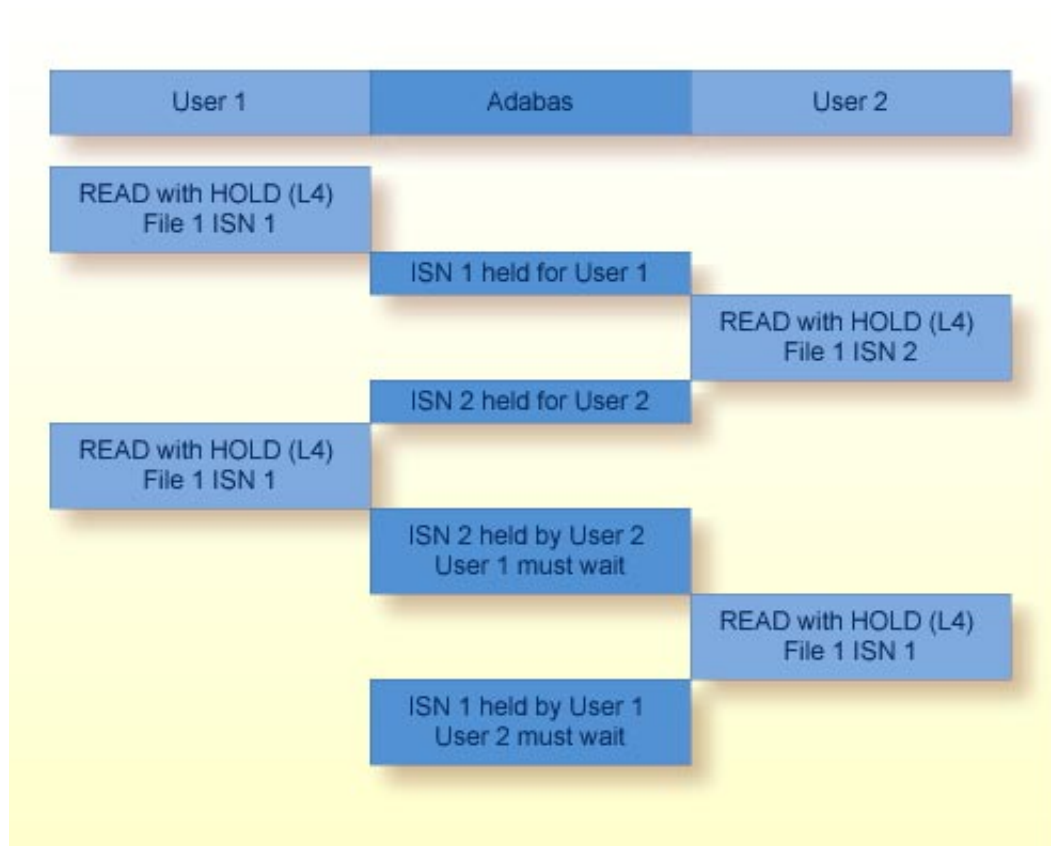 User 1
Adabas
User 2
READ with HOLD (L4)
File 1 ISN 1
ISN 1 held for User 1
READ with HOLD (L4)
File 1 ISN 2
ISN 2 held for User 2
READ with HOLD (L4)
File 1 ISN 1
ISN 2 held by User 2
User 1 must wait
READ with HOLD (L4)
File 1 ISN 1
ISN 1 held by User 1
User 2 must wait